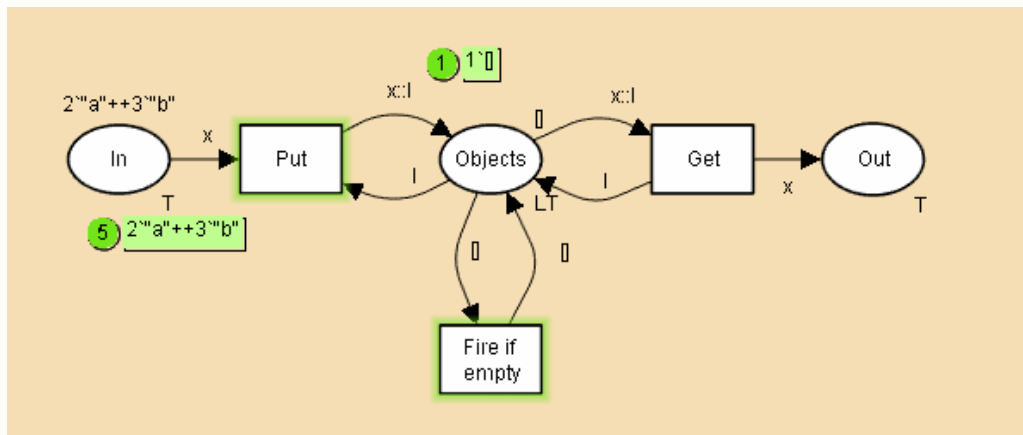 1 1`[]
x::l
x::l
2`"a"++3`"b"
[]
x
l
l
In
Put
Objects
Get
Out
x
T
LT
T
5 2`"a"++3`"b"
[]
[]
Fire if
empty